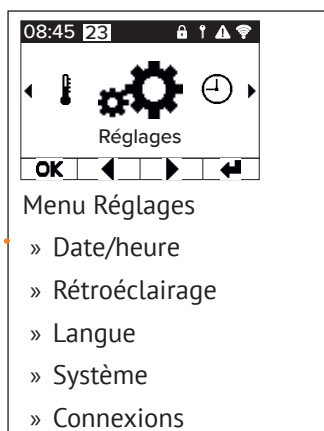 08:45 23
Réglages
OK
Menu Réglages
» Date/heure
» Rétroéclairage
» Langue
» Système
» Connexions